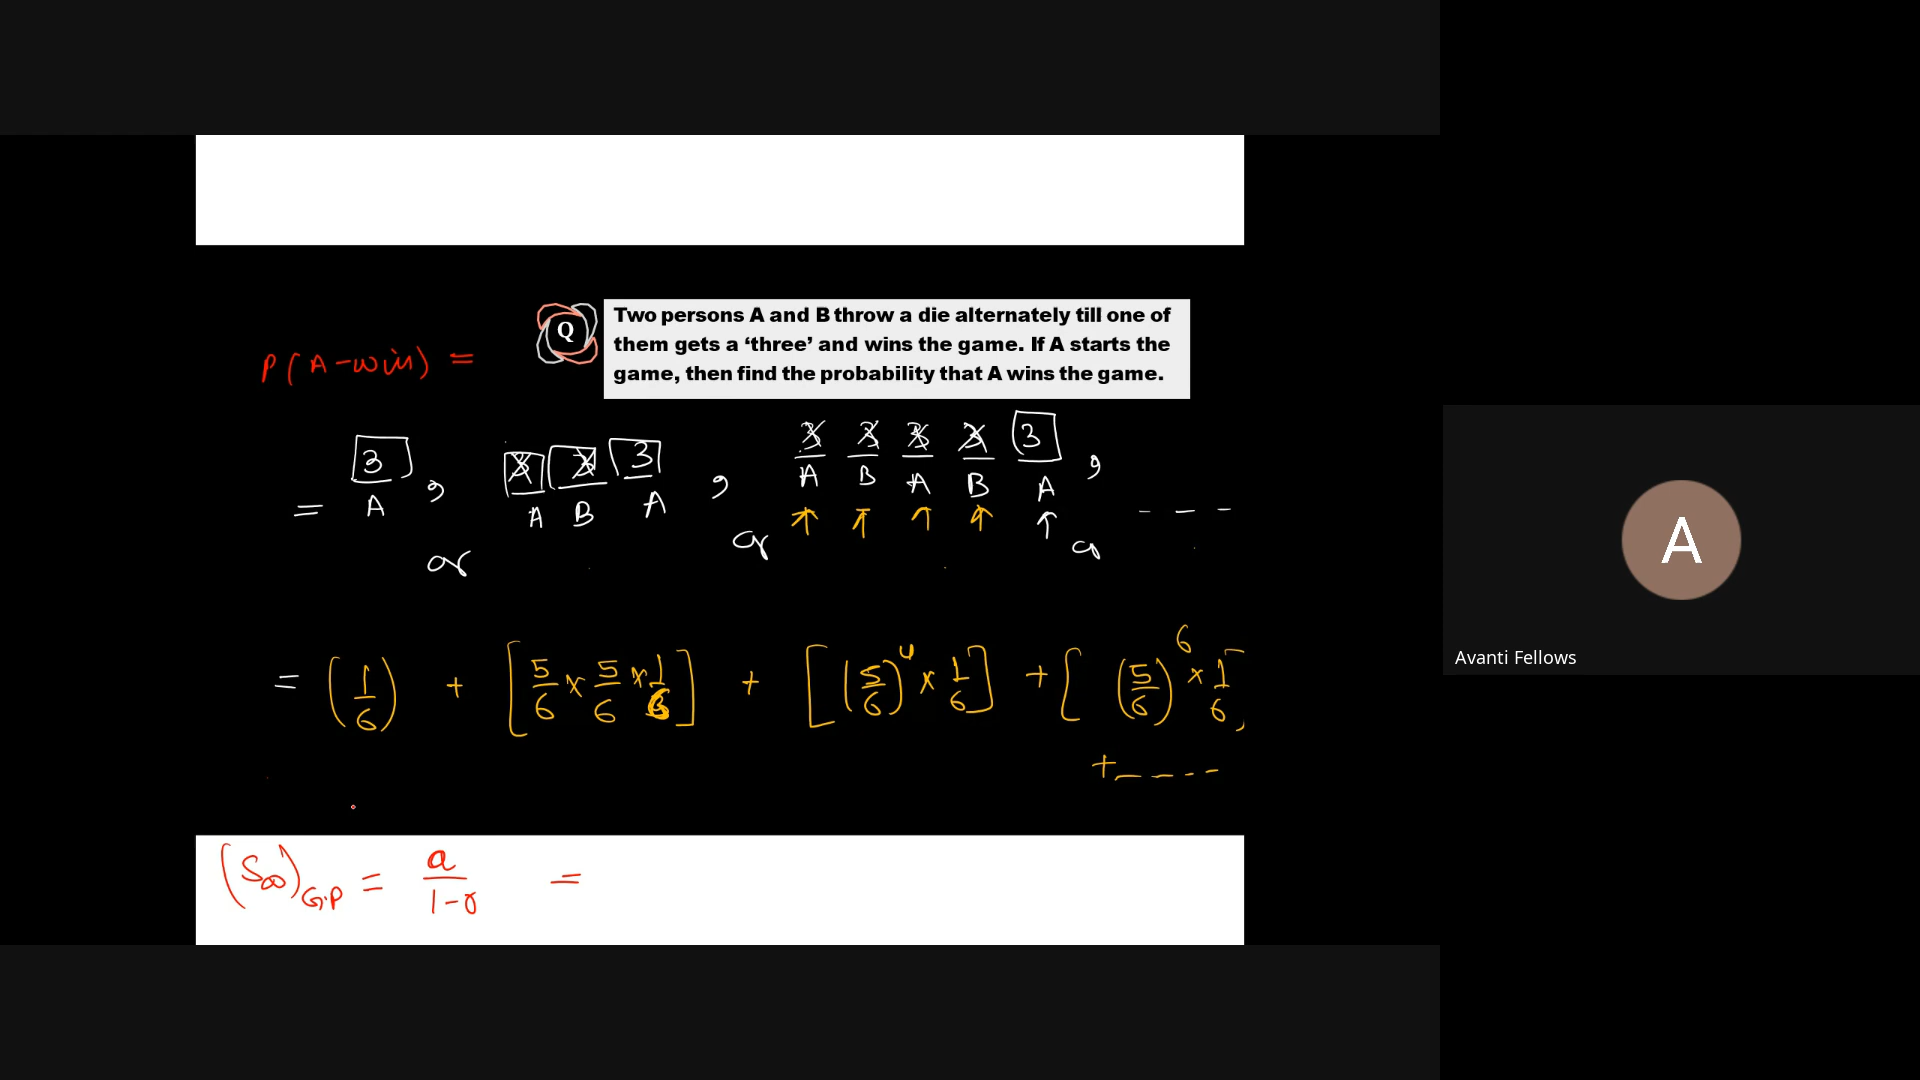 Q
Two persons A and B throw a die alternately till one of
them gets a ‘three’ and wins the game. If A starts the
game, then find the probability that A wins the game.
P(A-win) =
= 3 , 3 3 3 , 3 3 3 3 3 , - - -
A A B A A B A B A
or or or
= (1/6) + [5/6 × 5/6 × 1/6] + [(5/6)^4 × 1/6] + [(5/6)^6 × 1/6]
+ - - - -
(S∞)G.P = a/(1-r) =
A
Avanti Fellows